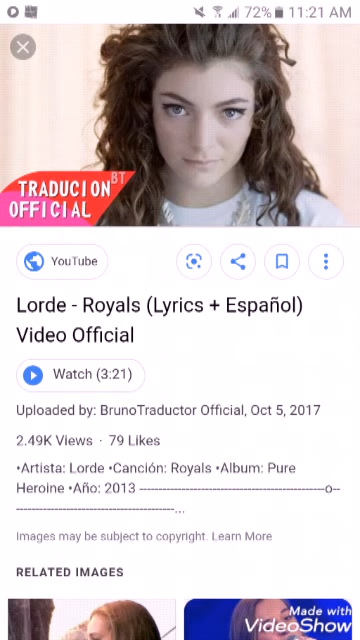 72% 11:21 AM
BT
TRADUCION
OFFICIAL
YouTube
Lorde - Royals (Lyrics + Español)
Video Official
Watch (3:21)
Uploaded by: BrunoTraductor Official, Oct 5, 2017
2.49K Views · 79 Likes
•Artista: Lorde •Canción: Royals •Album: Pure
Heroine •Año: 2013 ----------------------------------------------o--
----------------------------------------...
Images may be subject to copyright. Learn More
RELATED IMAGES
Made with
VideoShow